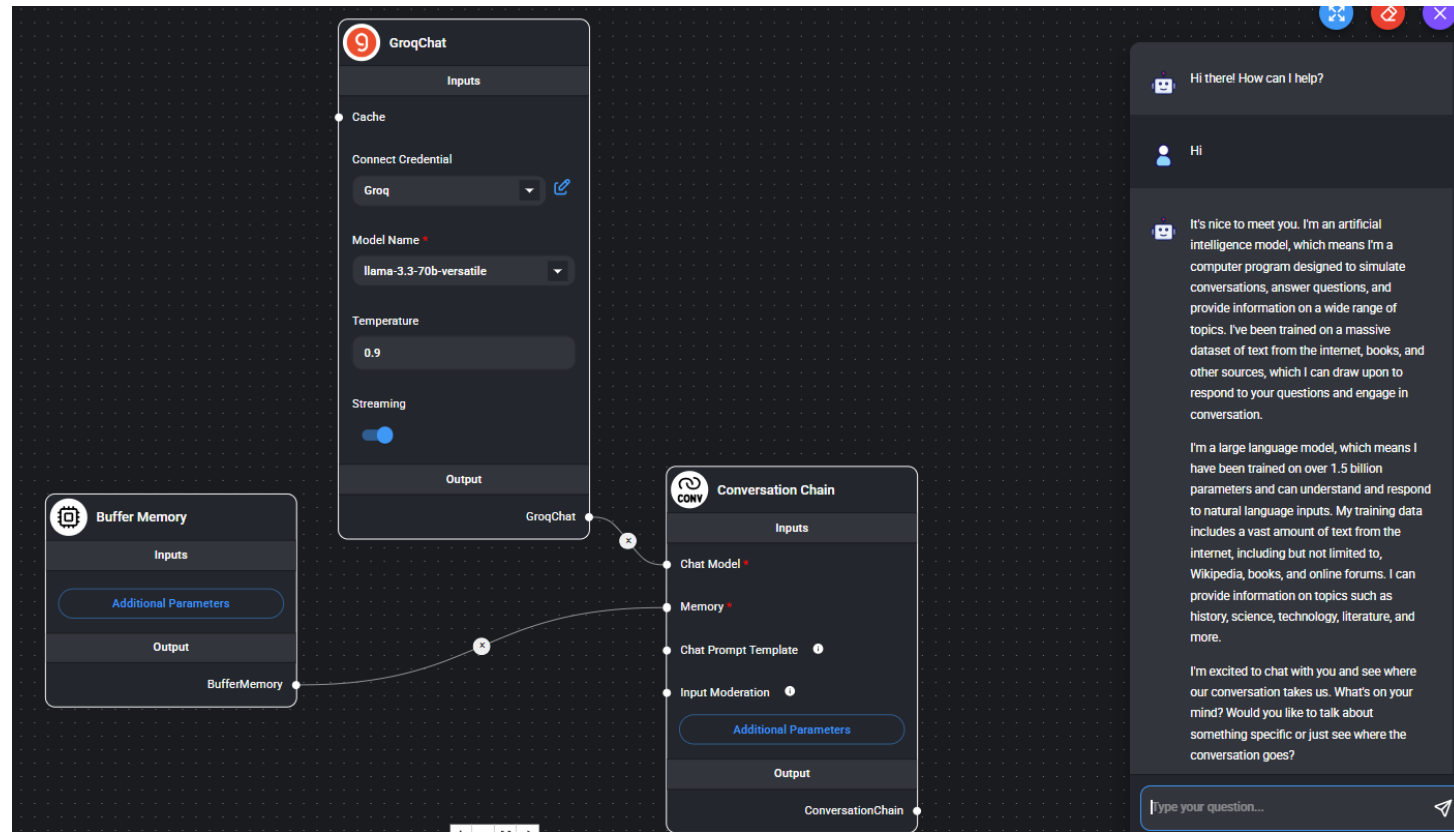 GroqChat
Inputs
Cache
Connect Credential
Groq
Model Name *
llama-3.3-70b-versatile
Temperature
0.9
Streaming
Output
GroqChat
Buffer Memory
Inputs
Additional Parameters
Output
BufferMemory
CONV
Conversation Chain
Inputs
Chat Model *
Memory *
Chat Prompt Template
Input Moderation
Additional Parameters
Output
ConversationChain
Hi there! How can I help?
Hi
It's nice to meet you. I'm an artificial
intelligence model, which means I'm a
computer program designed to simulate
conversations, answer questions, and
provide information on a wide range of
topics. I've been trained on a massive
dataset of text from the internet, books, and
other sources, which I can draw upon to
respond to your questions and engage in
conversation.
I'm a large language model, which means I
have been trained on over 1.5 billion
parameters and can understand and respond
to natural language inputs. My training data
includes a vast amount of text from the
internet, including but not limited to,
Wikipedia, books, and online forums. I can
provide information on topics such as
history, science, technology, literature, and
more.
I'm excited to chat with you and see where
our conversation takes us. What's on your
mind? Would you like to talk about
something specific or just see where the
conversation goes?
Type your question...